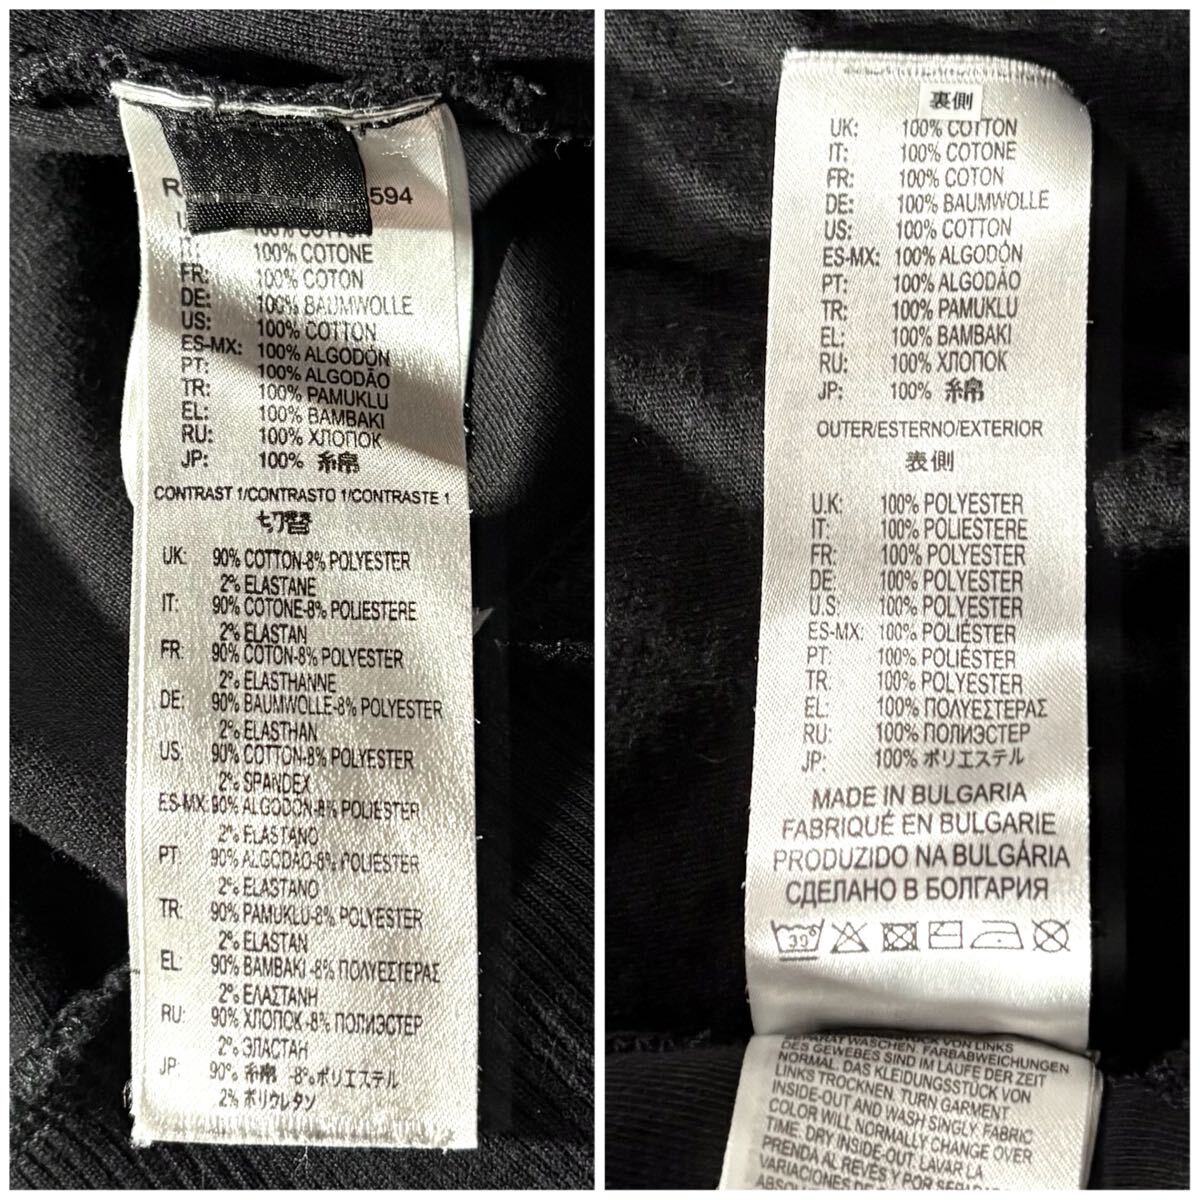 594
100% COTTON
IT: 100% COTONE
FR: 100% COTON
DE: 100% BAUMWOLLE
US: 100% COTTON
ES-MX: 100% ALGODÓN
PT: 100% ALGODÃO
TR: 100% PAMUKLU
EL: 100% BAMBAKI
RU: 100% ХЛОПОК
JP: 100% 綿
CONTRAST 1/CONTRASTO 1/CONTRASTE 1
切替
UK: 90% COTTON-8% POLYESTER
2% ELASTANE
IT: 90% COTONE-8% POLIESTERE
2% ELASTAN
FR: 90% COTON-8% POLYESTER
2% ELASTHANNE
DE: 90% BAUMWOLLE-8% POLYESTER
2% ELASTHAN
US: 90% COTTON-8% POLYESTER
2% SPANDEX
ES-MX: 90% ALGODON-8% POLIÉSTER
2% ELASTANO
PT: 90% ALGODÃO-8% POLIÉSTER
2% ELASTANO
TR: 90% PAMUKLU-8% POLYESTER
2% ELASTAN
EL: 90% BAMBAKI -8% ΠΟΛΥΕΣΤΕΡΑΣ
2% ΕΛΑΣΤΑΝΗ
RU: 90% ХЛОПОК-8% ПОЛИЭСТЕР
2% ЭЛАСТАН
JP: 90% 綿 -8% ポリエステル
2% ポリウレタン
裏側
UK: 100% COTTON
IT: 100% COTONE
FR: 100% COTON
DE: 100% BAUMWOLLE
US: 100% COTTON
ES-MX: 100% ALGODÓN
PT: 100% ALGODÃO
TR: 100% PAMUKLU
EL: 100% BAMBAKI
RU: 100% ХЛОПОК
JP: 100% 綿
OUTER/ESTERNO/EXTERIOR
表側
U.K: 100% POLYESTER
IT: 100% POLIESTERE
FR: 100% POLYESTER
DE: 100% POLYESTER
U.S: 100% POLYESTER
ES-MX: 100% POLIÉSTER
PT: 100% POLIÉSTER
TR: 100% POLYESTER
EL: 100% ΠΟΛΥΕΣΤΕΡΑΣ
RU: 100% ПОЛИЭСТЕР
JP: 100% ポリエステル
MADE IN BULGARIA
FABRIQUÉ EN BULGARIE
PRODUZIDO NA BULGÁRIA
СДЕЛАНО В БОЛГАРИЯ
30
WASCHEN. VON LINKS
DES GEWEBES SIND IM LAUFE DER ZEIT
NORMAL. DAS KLEIDUNGSSTÜCK VON
LINKS TROCKNEN. TURN GARMENT
INSIDE-OUT AND WASH SINGLY. FABRIC
COLOR WILL NORMALLY CHANGE OVER
TIME. DRY INSIDE-OUT. LAVAR LA
PRENDA AL REVÉS Y POR
VARIACIONES DE